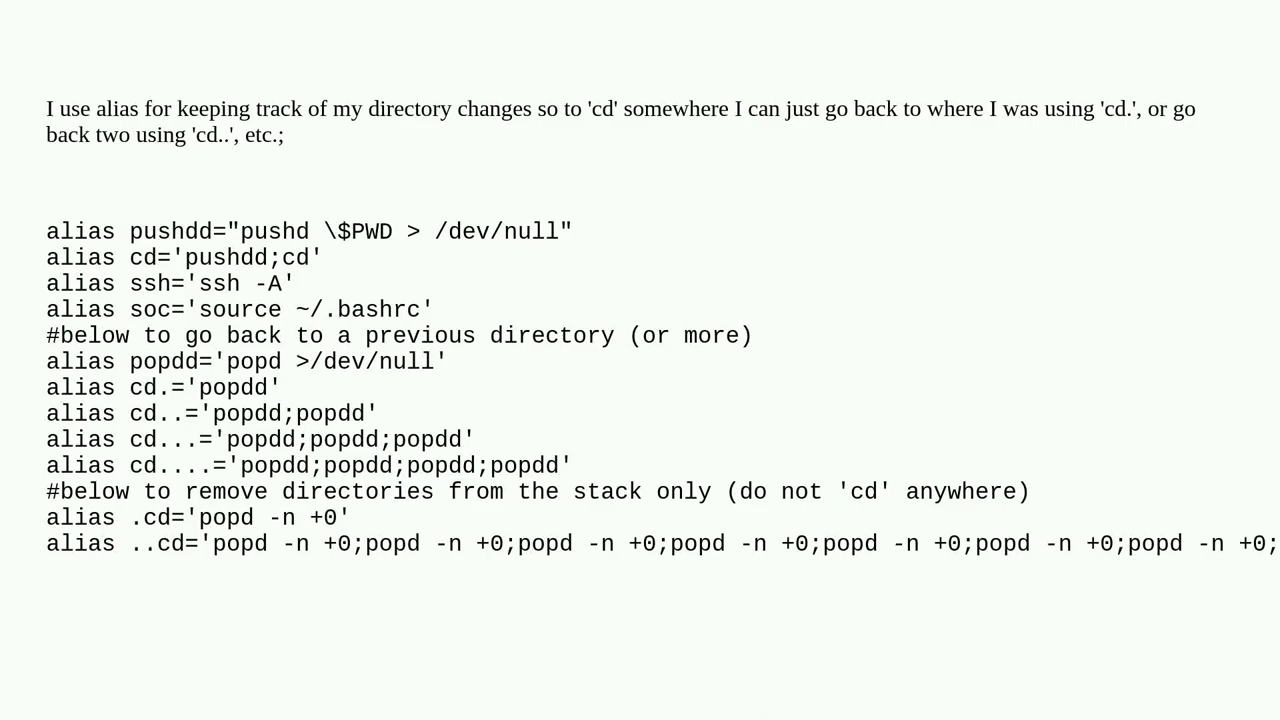 I use alias for keeping track of my directory changes so to 'cd' somewhere I can just go back to where I was using 'cd.', or go
back two using 'cd..', etc.;
alias pushdd="pushd \$PWD > /dev/null"
alias cd='pushdd;cd'
alias ssh='ssh -A'
alias soc='source ~/.bashrc'
#below to go back to a previous directory (or more)
alias popdd='popd >/dev/null'
alias cd.='popdd'
alias cd..='popdd;popdd'
alias cd...='popdd;popdd;popdd'
alias cd....='popdd;popdd;popdd;popdd'
#below to remove directories from the stack only (do not 'cd' anywhere)
alias .cd='popd -n +0'
alias ..cd='popd -n +0;popd -n +0;popd -n +0;popd -n +0;popd -n +0;popd -n +0;popd -n +0;